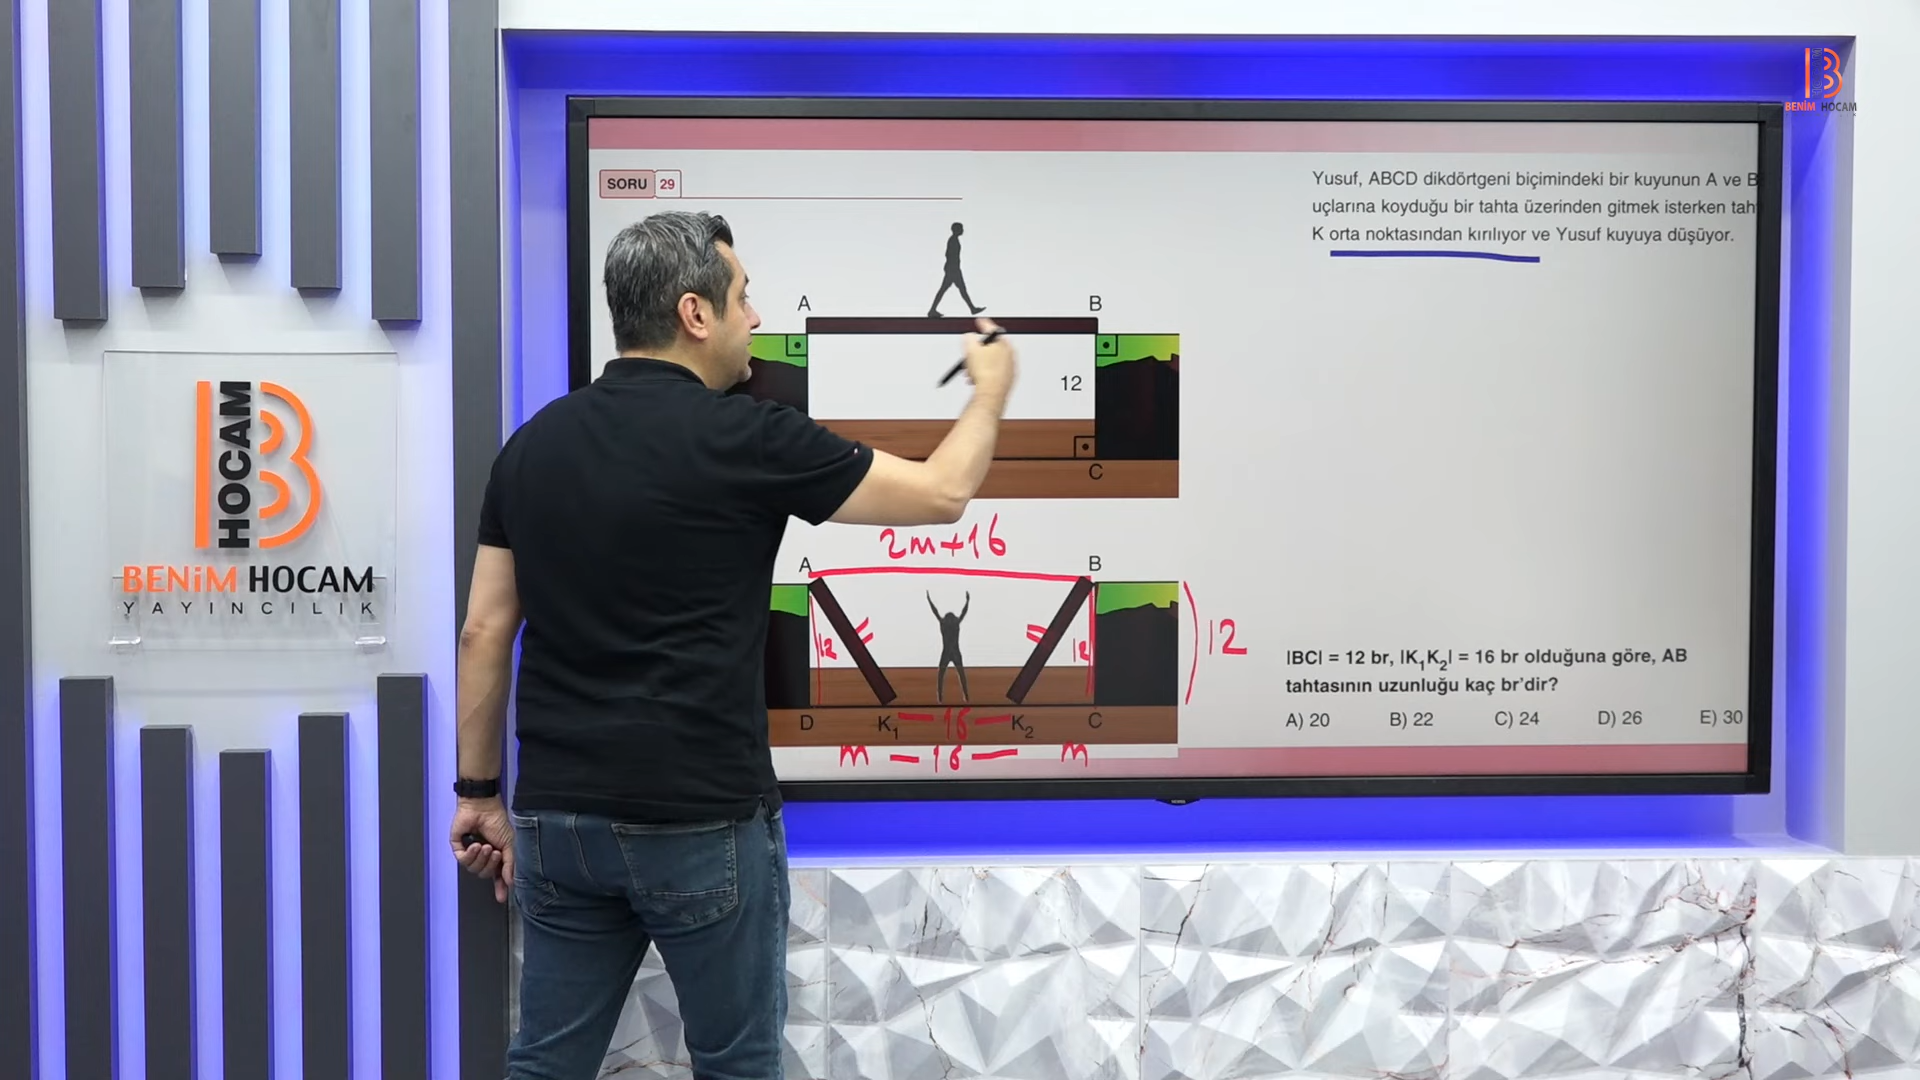 BENİM HOCAM
SORU 29
Yusuf, ABCD dikdörtgeni biçimindeki bir kuyunun A ve B
uçlarına koyduğu bir tahta üzerinden gitmek isterken
K orta noktasından kırılıyor ve Yusuf kuyuya düşüyor.
A
B
12
C
2m+16
A
B
12
12
12
D
K₁
16
K₂
C
m
16
m
|BC| = 12 br, |K₁K₂| = 16 br olduğuna göre, AB
tahtasının uzunluğu kaç br'dir?
A) 20 B) 22 C) 24 D) 26 E) 30
HOCAM
BENİM HOCAM
YAYINCILIK